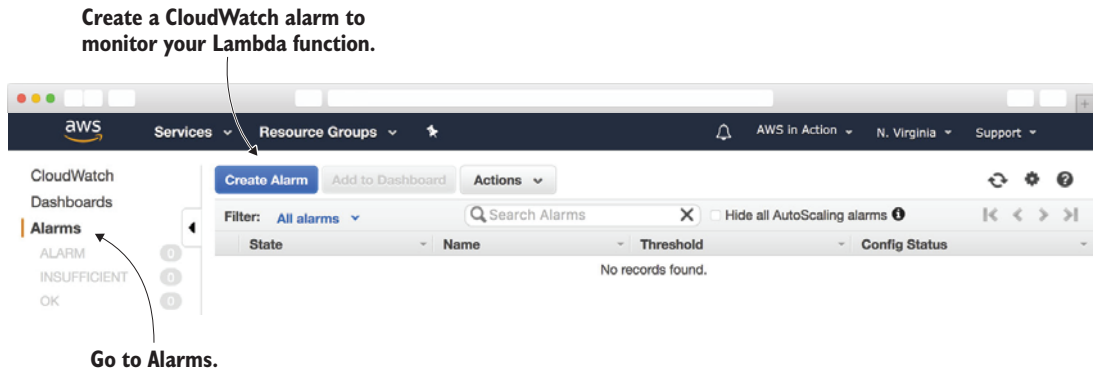 Create a CloudWatch alarm to
monitor your Lambda function.
aws Services Resource Groups AWS in Action N. Virginia Support
CloudWatch
Dashboards
Alarms
ALARM 0
INSUFFICIENT 0
OK 0
Create Alarm Add to Dashboard Actions
Filter: All alarms Search Alarms Hide all AutoScaling alarms
State Name Threshold Config Status
No records found.
Go to Alarms.